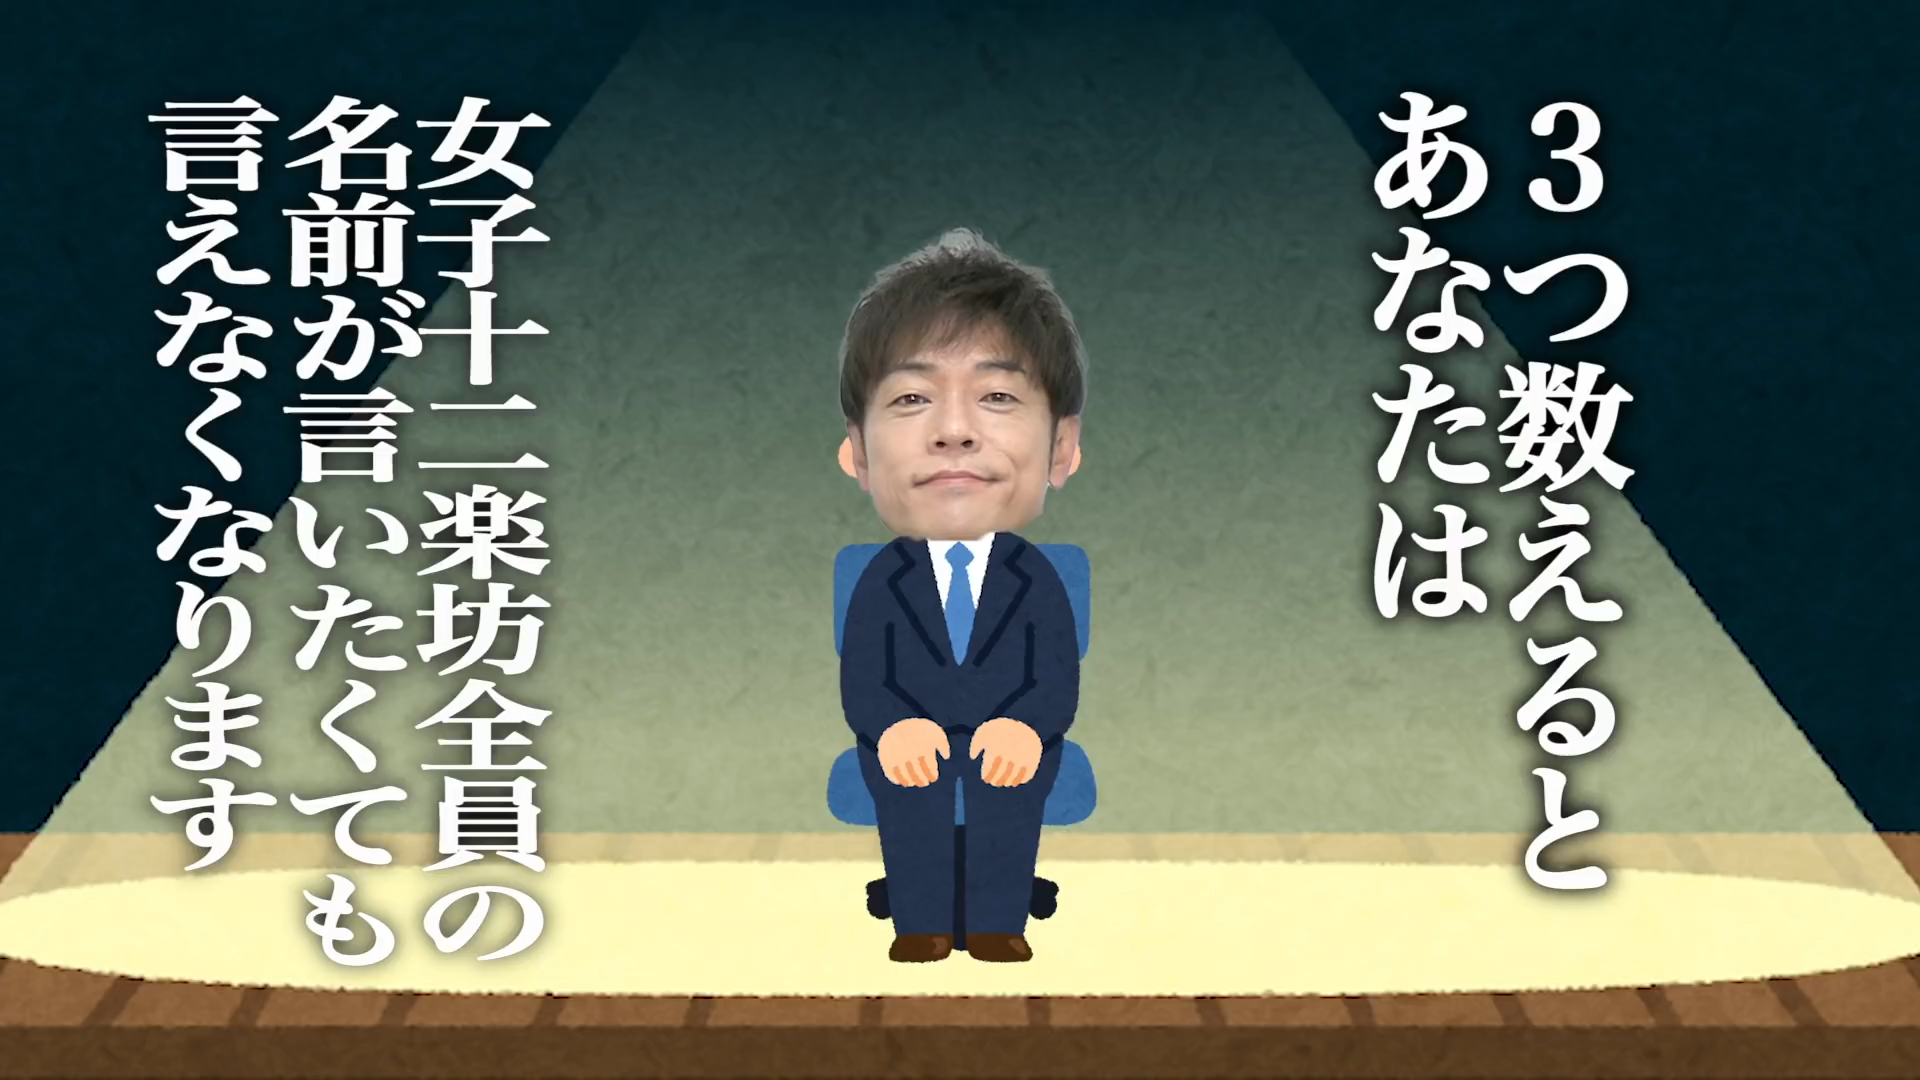 ３つ数えると
あなたは
女子十二楽坊全員の
名前が言いたくても
言えなくなります